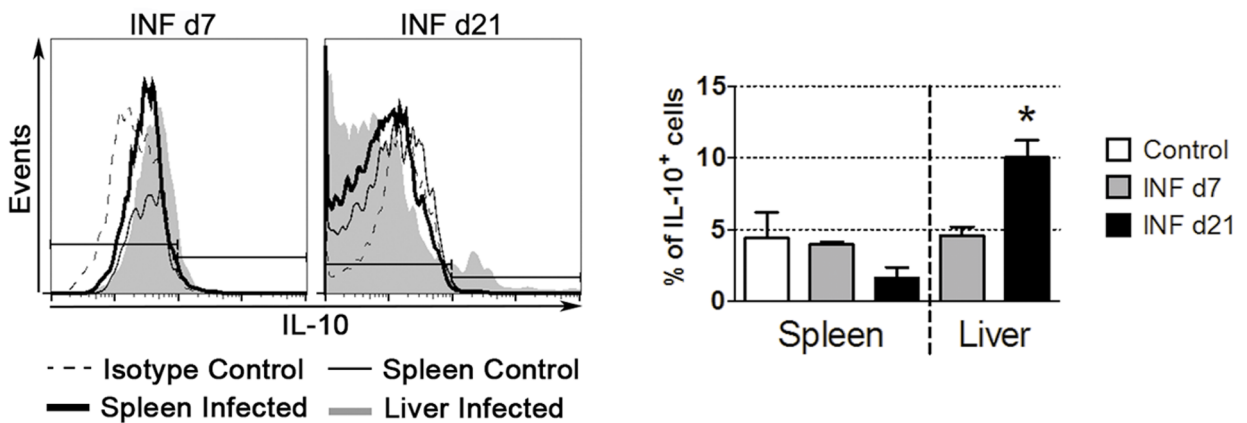 INF d7
INF d21
Events
IL-10
- - - Isotype Control
Spleen Control
Spleen Infected
Liver Infected
% of IL-10⁺ cells
15
10
5
0
*
Spleen
Liver
Control
INF d7
INF d21